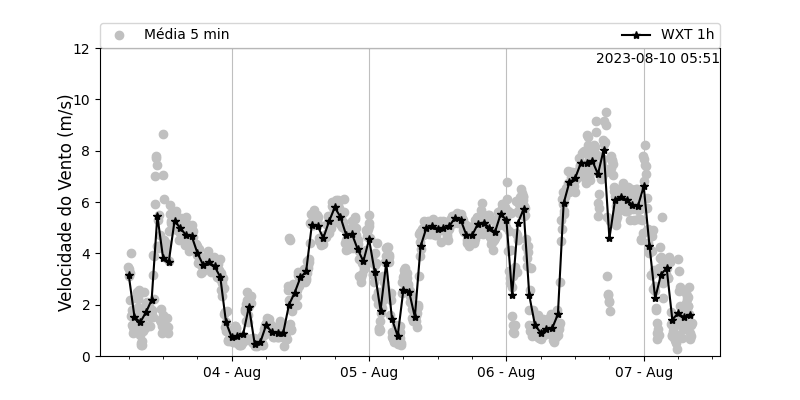 Média 5 min
WXT 1h
2023-08-10 05:51
Velocidade do Vento (m/s)
12
10
8
6
4
2
0
04 - Aug
05 - Aug
06 - Aug
07 - Aug